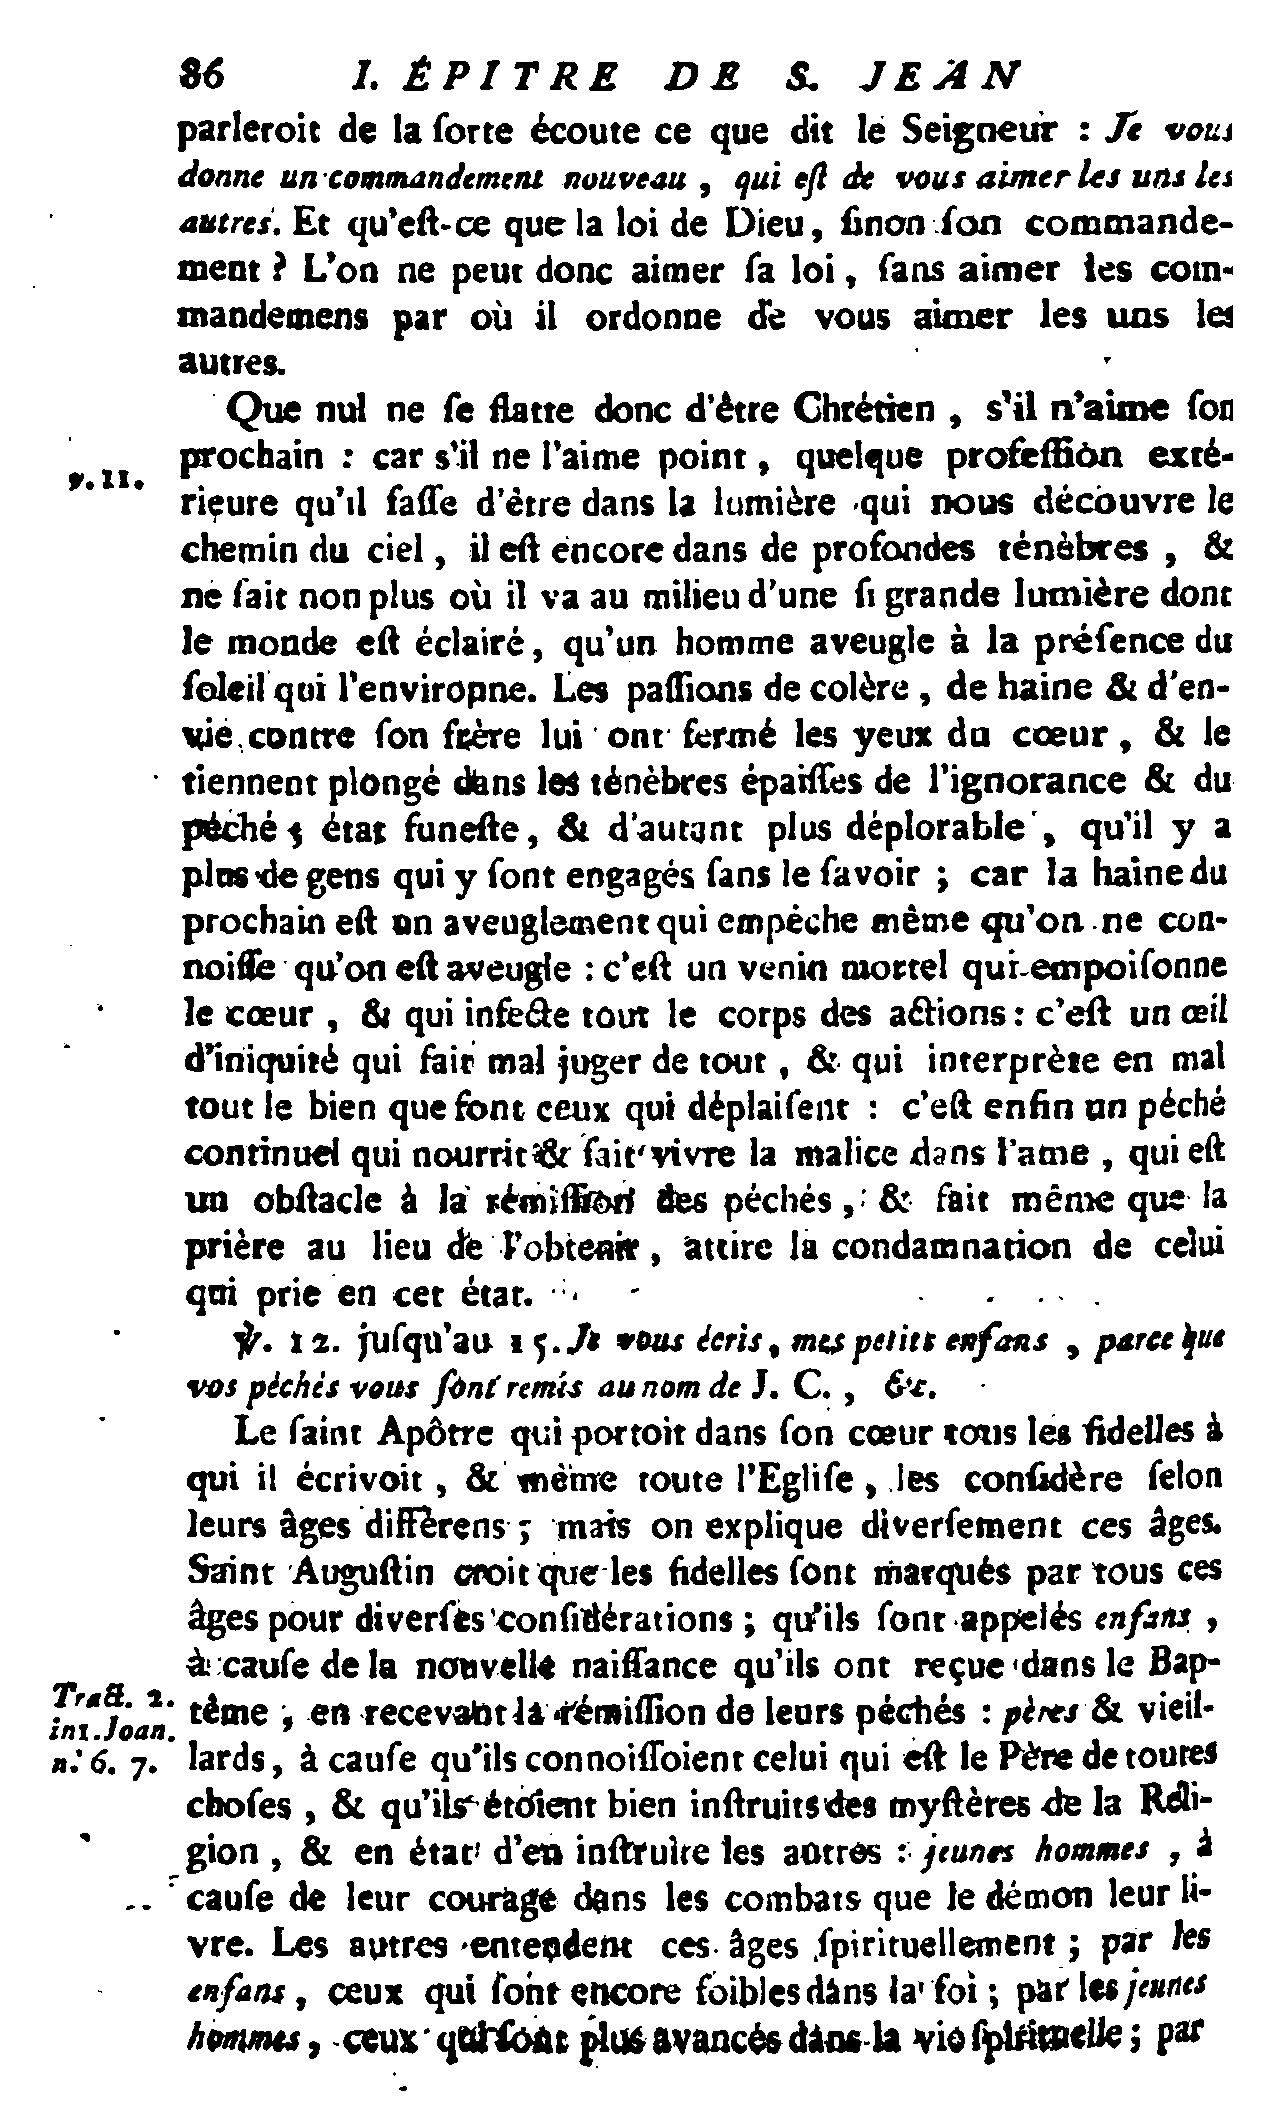 86 I. ÉPITRE DE S. JEAN
parleroit de la ſorte écoute ce que dit le Seigneur : Je vous
donne un commandement nouveau , qui eſt de vous aimer les uns les
autres. Et qu'eſt-ce que la loi de Dieu, ſinon ſon commande-
ment ? L'on ne peut donc aimer ſa loi , ſans aimer les com-
mandemens par où il ordonne de vous aimer les uns les
autres.
Que nul ne ſe flatte donc d'être Chrétien , s'il n'aime ſon
prochain : car s'il ne l'aime point , quelque profeſſion exté-
v. 11.
rieure qu'il faſſe d'être dans la lumière qui nous découvre le
chemin du ciel , il eſt encore dans de profondes ténèbres , &
ne ſait non plus où il va au milieu d'une ſi grande lumière dont
le monde eſt éclairé, qu'un homme aveugle à la préſence du
ſoleil qui l'environne. Les paſſions de colère , de haine & d'en-
vie contre ſon frère lui ont fermé les yeux du cœur , & le
tiennent plongé dans les ténèbres épaiſſes de l'ignorance & du
péché ; état funeſte, & d'autant plus déplorable , qu'il y a
plus de gens qui y ſont engagés ſans le ſavoir ; car la haine du
prochain eſt un aveuglement qui empêche même qu'on ne con-
noiſſe qu'on eſt aveugle : c'eſt un venin mortel qui empoiſonne
le cœur , & qui infecte tout le corps des actions : c'eſt un œil
d'iniquité qui fait mal juger de tout , & qui interprète en mal
tout le bien que font ceux qui déplaiſent : c'eſt enfin un péché
continuel qui nourrit & fait vivre la malice dans l'ame , qui eſt
un obſtacle à la rémiſſion des péchés , & fait même que la
prière au lieu de l'obtenir , attire la condamnation de celui
qui prie en cet état.
℣. 12. juſqu'au 15. Je vous écris , mes petits enfans , parce que
vos péchés vous ſont remis au nom de J. C. , &c.
Le ſaint Apôtre qui portoit dans ſon cœur tous les fidelles à
qui il écrivoit , & même toute l'Egliſe , les conſidère ſelon
leurs âges différens ; mais on explique diverſement ces âges.
Saint Auguſtin croit que les fidelles ſont marqués par tous ces
âges pour diverſes conſidérations ; qu'ils ſont appelés enfans ,
à cauſe de la nouvelle naiſſance qu'ils ont reçue dans le Bap-
Tract. 2.
in 1. Joan.
n. 6. 7.
tême , en recevant la rémiſſion de leurs péchés : pères & vieil-
lards , à cauſe qu'ils connoiſſoient celui qui eſt le Père de toutes
choſes , & qu'ils étoient bien inſtruits des myſtères de la Reli-
gion , & en état d'en inſtruire les autres : jeunes hommes , à
cauſe de leur courage dans les combats que le démon leur li-
vre. Les autres entendent ces âges ſpirituellement ; par les
enfans , ceux qui ſont encore foibles dans la foi ; par les jeunes
hommes , ceux qui ſont plus avancés dans la vie ſpirituelle ; par